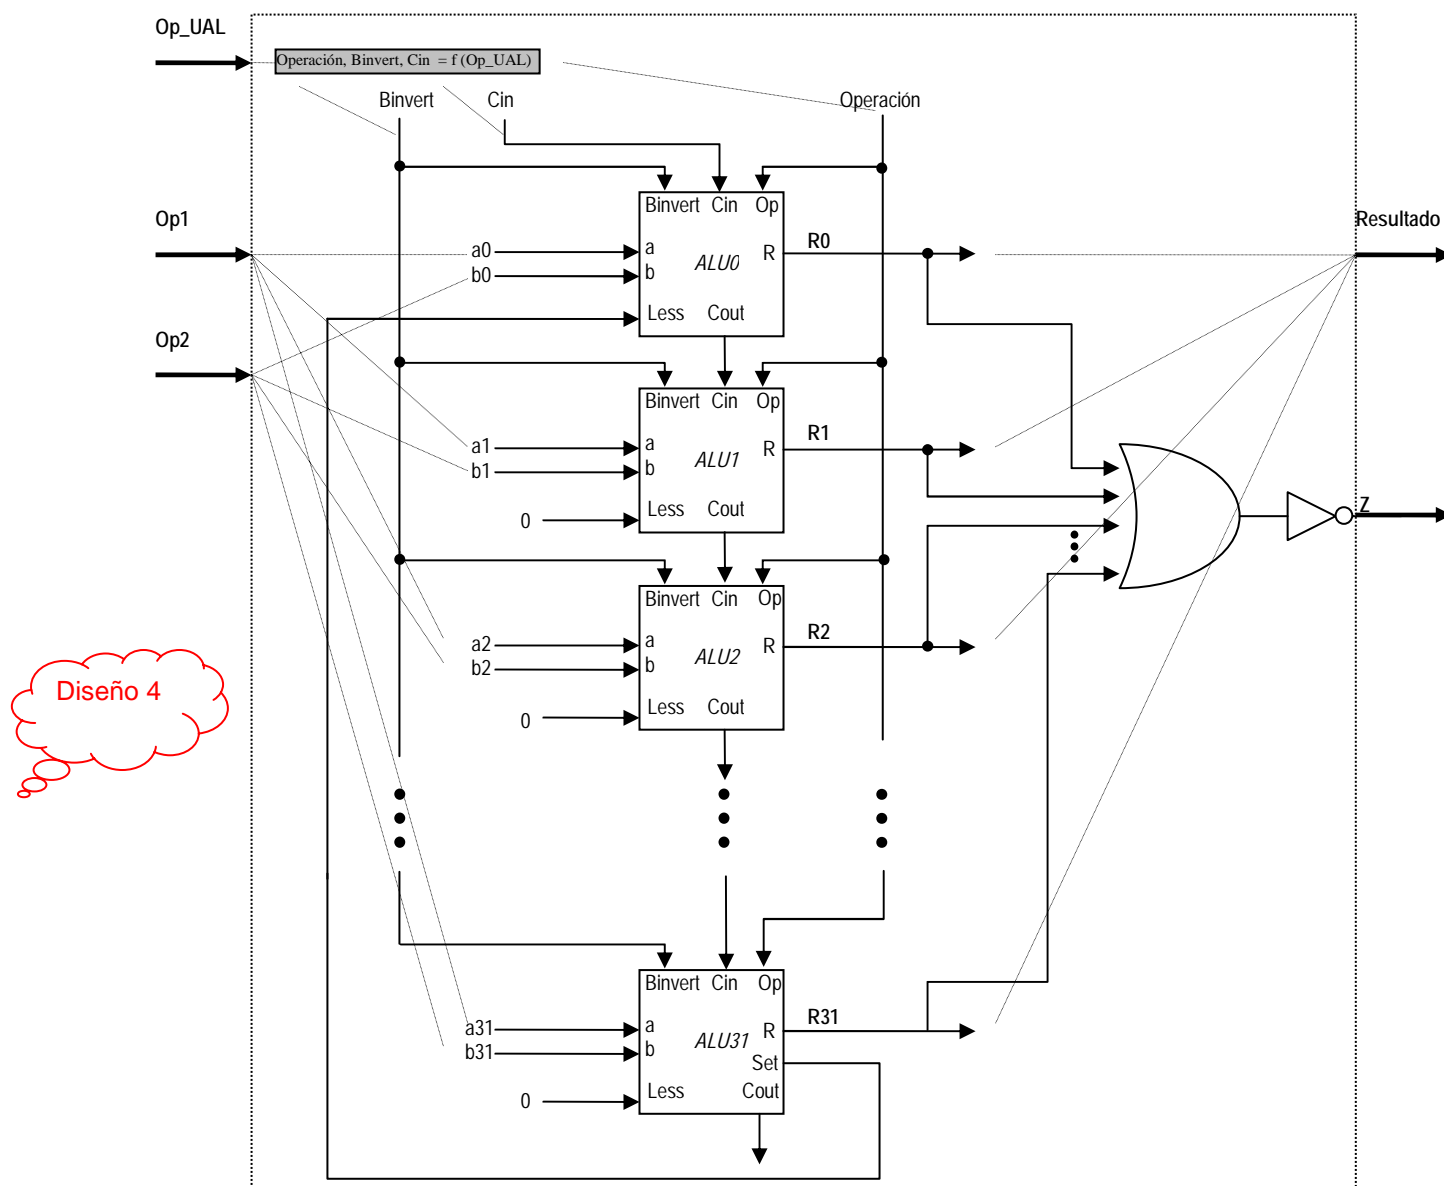 Op_UAL
Operación, Binvert, Cin = f (Op_UAL)
Binvert Cin Operación
Binvert Cin Op
Op1
a0 a R R0 Resultado
b0 b ALU0
Less Cout
Op2
Binvert Cin Op
a1 a R R1
b1 b ALU1
0 Less Cout
Z
Binvert Cin Op
a2 a R R2
b2 b ALU2
Diseño 4
0 Less Cout
Binvert Cin Op
a31 a R R31
b31 b ALU31
Set
0 Less Cout